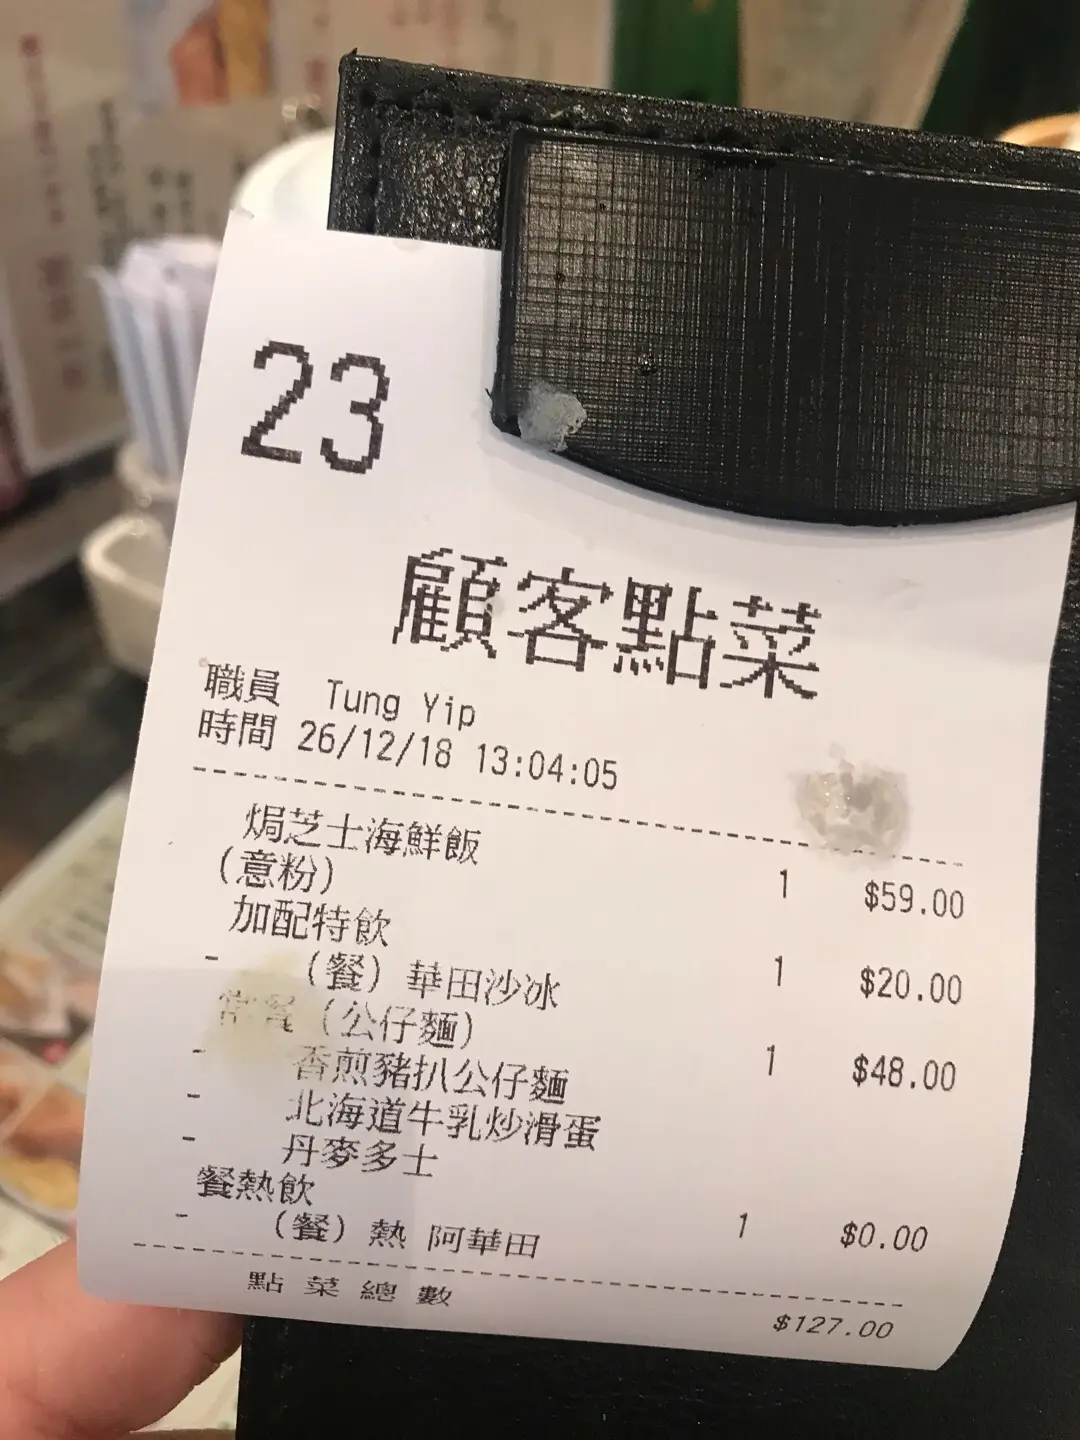 23
顧客點菜
職員 Tung Yip
時間 26/12/18 13:04:05
焗芝士海鮮飯 1 $59.00
(意粉)
加配特飲 1 $20.00
- (餐) 華田沙冰
常餐 (公仔麵) 1 $48.00
- 香煎豬扒公仔麵
- 北海道牛乳炒滑蛋
- 丹麥多士
餐熱飲 1 $0.00
- (餐) 熱 阿華田
點 菜 總 數 $127.00